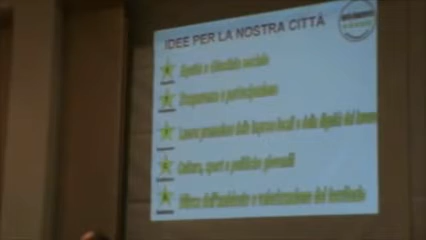 IDEE PER LA NOSTRA CITTÀ
Equità e sociale
Trasparenza e partecipazione
Lavoro promozione delle imprese locali e della dignità del lavoro
Cultura, sport e politiche giovanili
Difesa dell'ambiente e valorizzazione del territorio